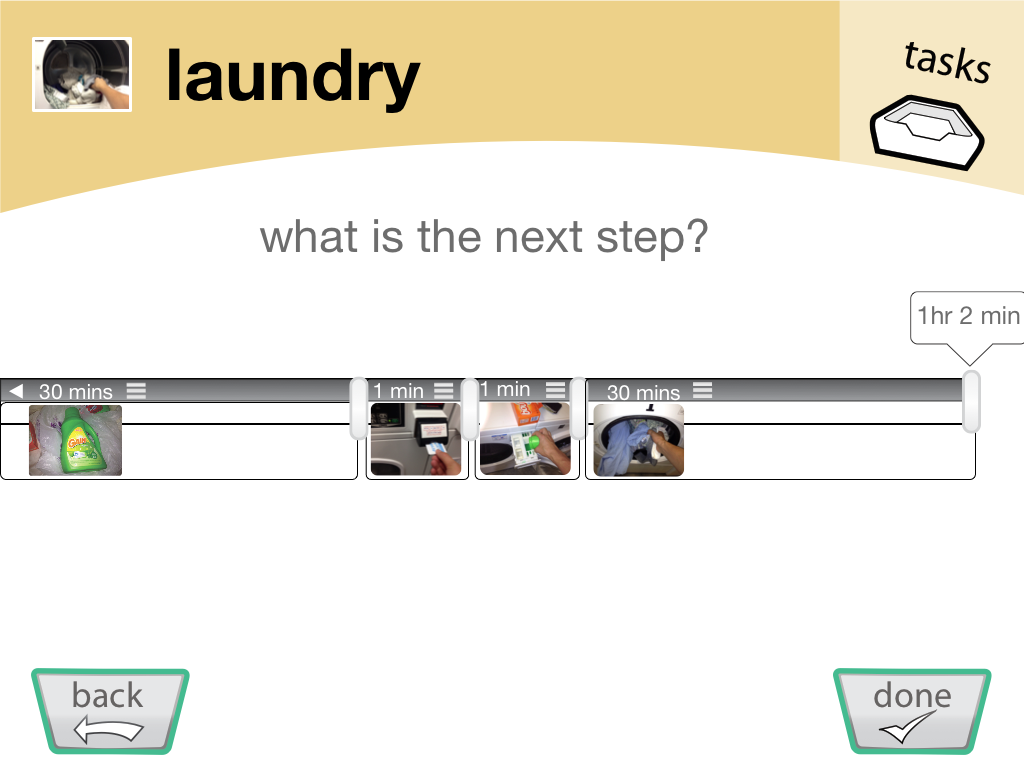 laundry
tasks
what is the next step?
1hr 2 min
30 mins
1 min
1 min
30 mins
Gain
back
done